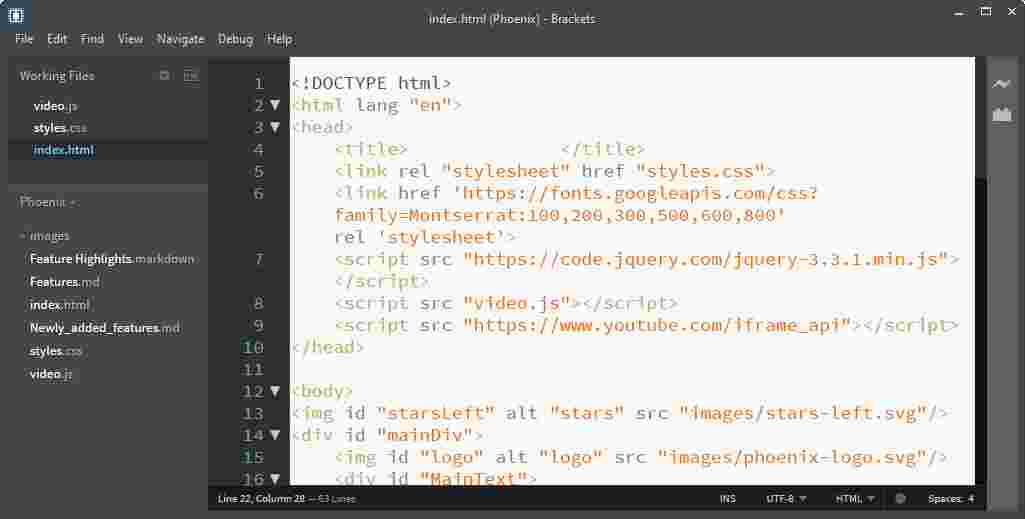 index.html (Phoenix) - Brackets
File Edit Find View Navigate Debug Help
Working Files
video.js
styles.css
index.html
Phoenix
images
Feature Highlights.markdown
Features.md
index.html
Newly_added_features.md
styles.css
video.js
1 <!DOCTYPE html>
2 <html lang "en">
3 <head>
4 <title> </title>
5 <link rel "stylesheet" href "styles.css">
6 <link href 'https://fonts.googleapis.com/css?
family=Montserrat:100,200,300,500,600,800'
rel 'stylesheet'>
7 <script src "https://code.jquery.com/jquery-3.3.1.min.js">
</script>
8 <script src "video.js"></script>
9 <script src "https://www.youtube.com/iframe_api"></script>
10 </head>
11
12 <body>
13 <img id "starsLeft" alt "stars" src "images/stars-left.svg"/>
14 <div id "mainDiv">
15 <img id "logo" alt "logo" src "images/phoenix-logo.svg"/>
16 <div id "MainText">
Line 22, Column 28 — 63 Lines INS UTF-8 HTML Spaces: 4